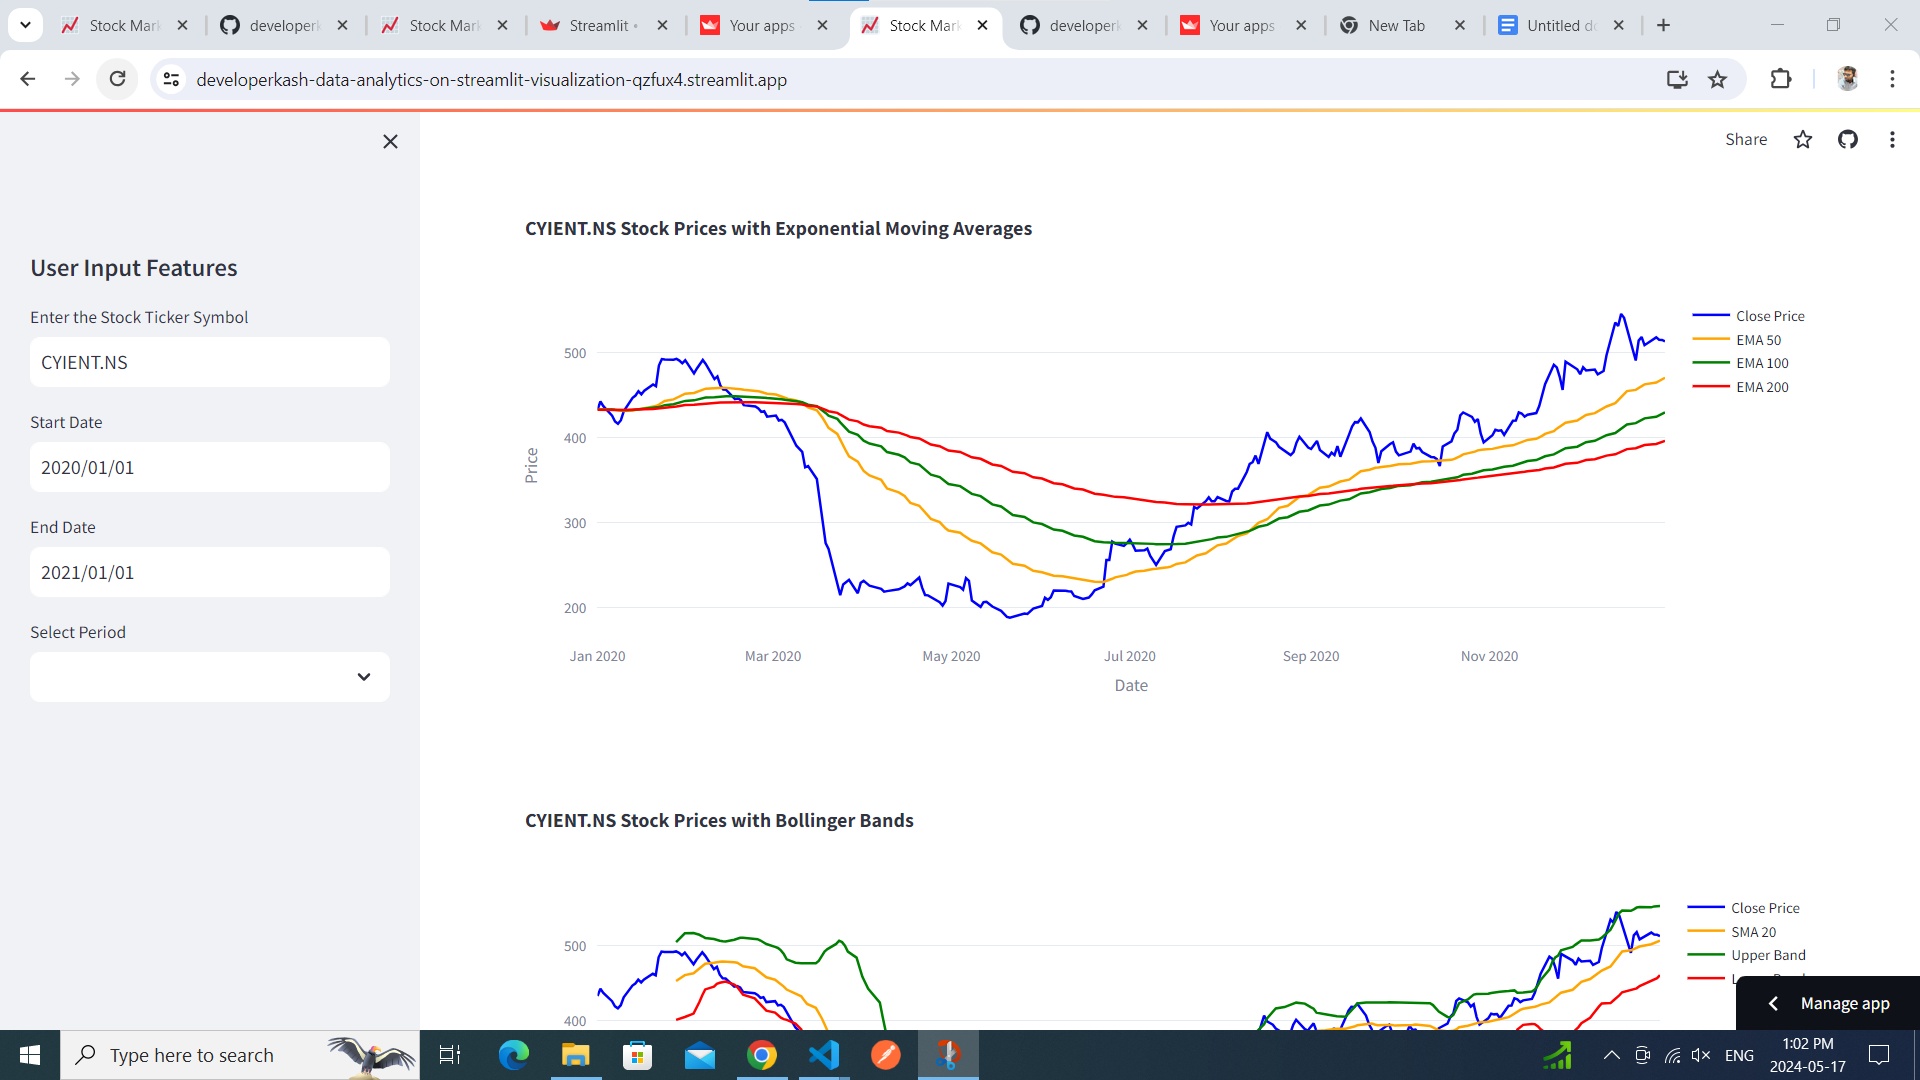 Stock Mark
developerk
Stock Mark
Streamlit •
Your apps
Stock Mark
developerk
Your apps
New Tab
Untitled do
developerkash-data-analytics-on-streamlit-visualization-qzfux4.streamlit.app
Share
User Input Features
Enter the Stock Ticker Symbol
CYIENT.NS
Start Date
2020/01/01
End Date
2021/01/01
Select Period
CYIENT.NS Stock Prices with Exponential Moving Averages
500
400
300
200
Price
Jan 2020
Mar 2020
May 2020
Jul 2020
Sep 2020
Nov 2020
Date
Close Price
EMA 50
EMA 100
EMA 200
CYIENT.NS Stock Prices with Bollinger Bands
500
400
Close Price
SMA 20
Upper Band
Manage app
Type here to search
ENG
1:02 PM
2024-05-17